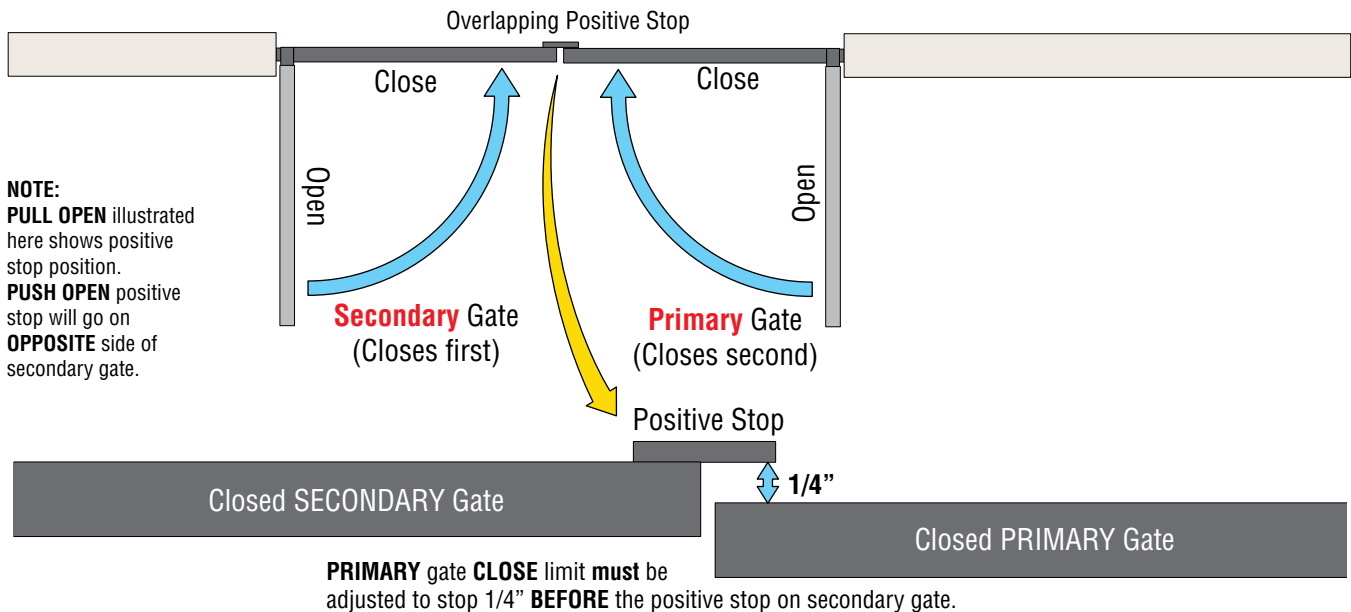 Overlapping Positive Stop
Close
Close
Open
Open
NOTE:
PULL OPEN illustrated
here shows positive
stop position.
PUSH OPEN positive
stop will go on
OPPOSITE side of
secondary gate.
Secondary Gate
(Closes first)
Primary Gate
(Closes second)
Positive Stop
1/4”
Closed SECONDARY Gate
Closed PRIMARY Gate
PRIMARY gate CLOSE limit must be
adjusted to stop 1/4” BEFORE the positive stop on secondary gate.